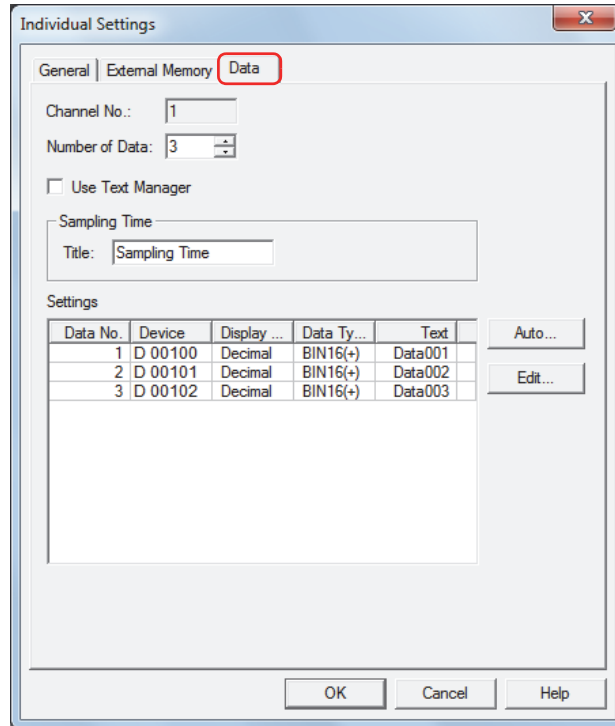 Individual Settings
General External Memory Data
Channel No.: 1
Number of Data: 3
Use Text Manager
Sampling Time
Title: Sampling Time
Settings
Data No. Device Display ... Data Ty... Text Auto...
1 D 00100 Decimal BIN16(+) Data001
2 D 00101 Decimal BIN16(+) Data002 Edit...
3 D 00102 Decimal BIN16(+) Data003
OK Cancel Help